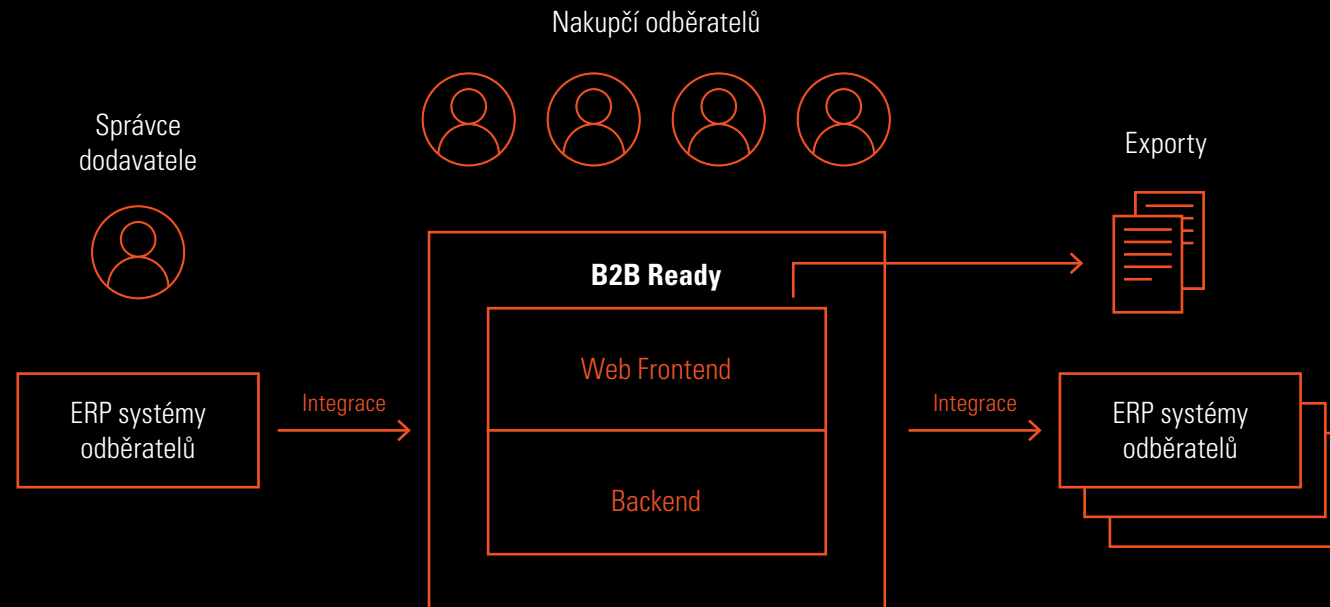 Nakupčí odběratelů
Správce
dodavatele
Exporty
B2B Ready
Web Frontend
Backend
ERP systémy
odběratelů
Integrace
Integrace
ERP systémy
odběratelů